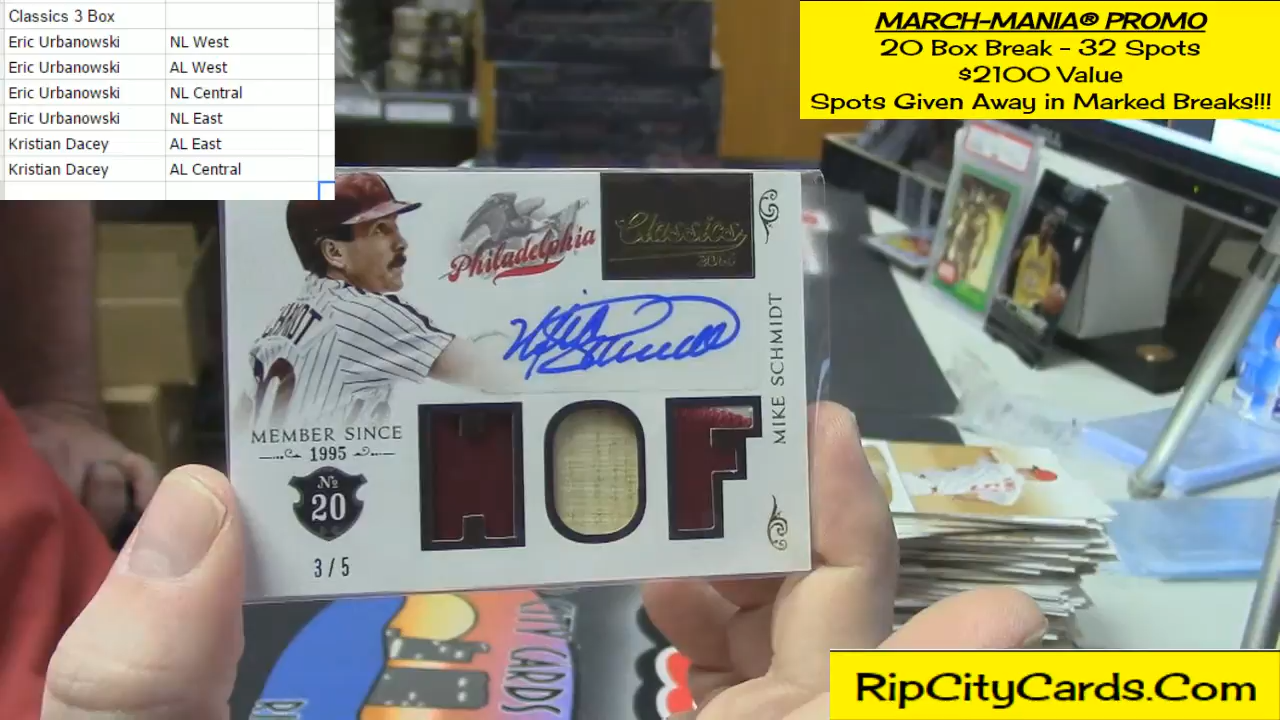 Classics 3 Box
Eric Urbanowski NL West
Eric Urbanowski AL West
Eric Urbanowski NL Central
Eric Urbanowski NL East
Kristian Dacey AL East
Kristian Dacey AL Central
MARCH-MANIA® PROMO
20 Box Break - 32 Spots
$2100 Value
Spots Given Away in Marked Breaks!!!
Philadelphia
Classics
MIKE SCHMIDT
MEMBER SINCE
1995
No
20
3/5
HOF
CITY CARDS
RipCityCards.Com